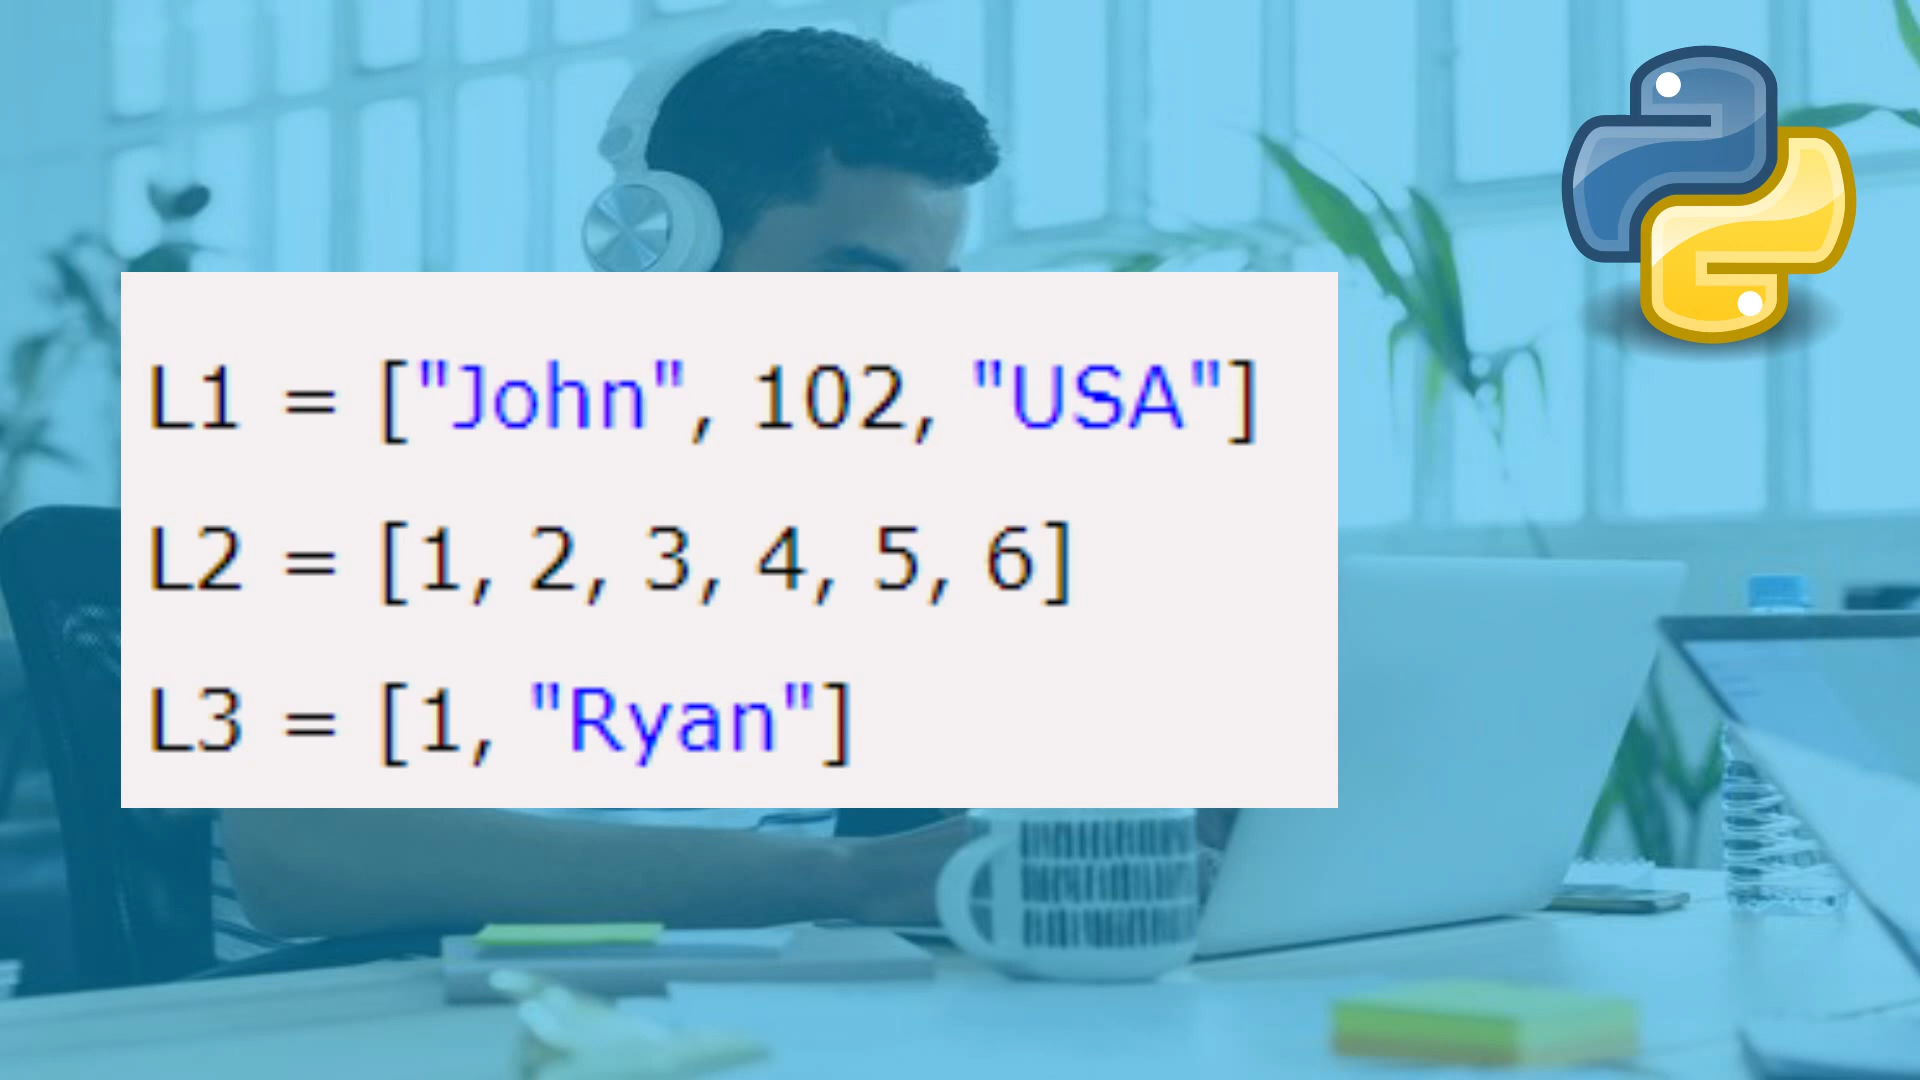 L1 = ["John", 102, "USA"]
L2 = [1, 2, 3, 4, 5, 6]
L3 = [1, "Ryan"]